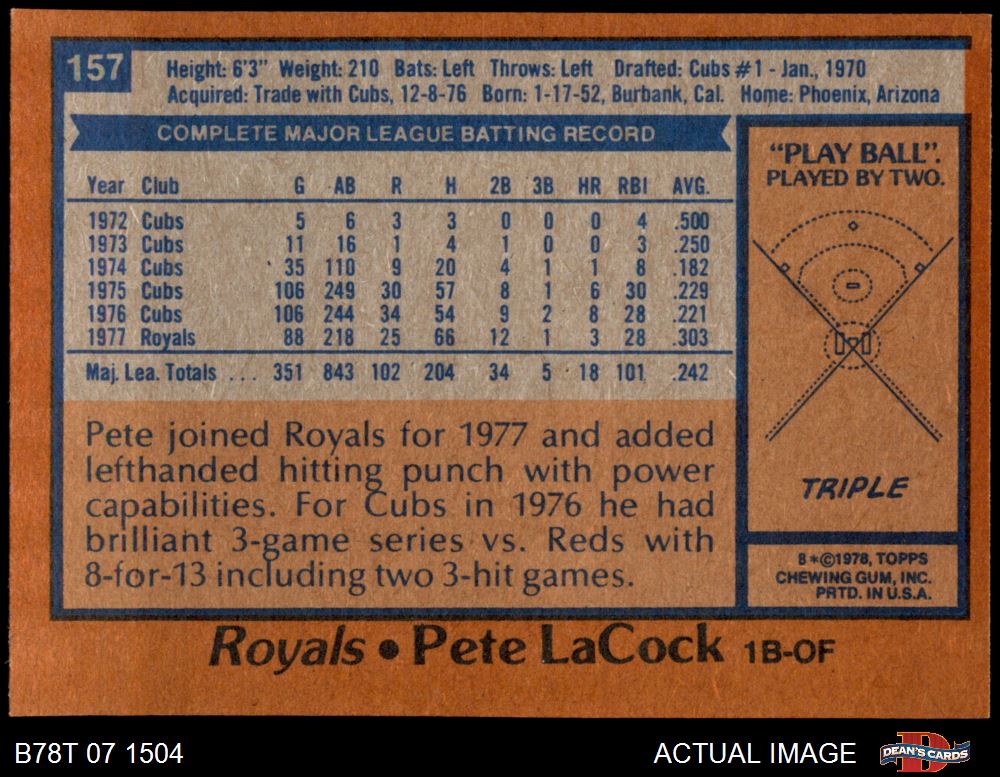 157
Height: 6'3" Weight: 210 Bats: Left Throws: Left Drafted: Cubs #1 - Jan., 1970
Acquired: Trade with Cubs, 12-8-76 Born: 1-17-52, Burbank, Cal. Home: Phoenix, Arizona
COMPLETE MAJOR LEAGUE BATTING RECORD
Year Club G AB R H 2B 3B HR RBI AVG.
1972 Cubs 5 6 3 3 0 0 0 4 .500
1973 Cubs 11 16 1 4 1 0 0 3 .250
1974 Cubs 35 110 9 20 4 1 1 8 .182
1975 Cubs 106 249 30 57 8 1 6 30 .229
1976 Cubs 106 244 34 54 9 2 8 28 .221
1977 Royals 88 218 25 66 12 1 3 28 .303
Maj. Lea. Totals ... 351 843 102 204 34 5 18 101 .242
Pete joined Royals for 1977 and added
lefthanded hitting punch with power
capabilities. For Cubs in 1976 he had
brilliant 3-game series vs. Reds with
8-for-13 including two 3-hit games.
"PLAY BALL".
PLAYED BY TWO.
TRIPLE
B*©1978, TOPPS
CHEWING GUM, INC.
PRTD. IN U.S.A.
Royals • Pete LaCock 1B-OF
B78T 07 1504
ACTUAL IMAGE
DEAN'S CARDS